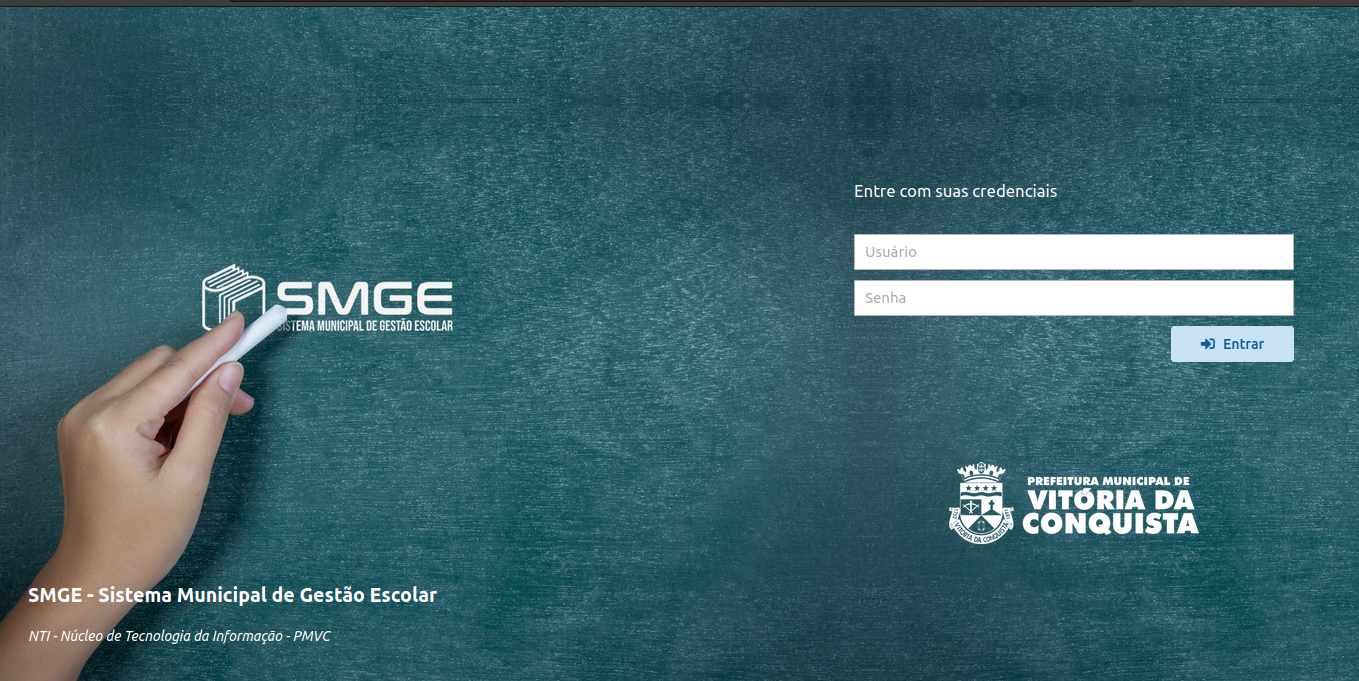 Entre com suas credenciais
Usuário
Senha
Entrar
SMGE
SISTEMA MUNICIPAL DE GESTÃO ESCOLAR
PREFEITURA MUNICIPAL DE
VITÓRIA DA
CONQUISTA
VITÓRIA DA CONQUISTA
SMGE - Sistema Municipal de Gestão Escolar
NTI - Núcleo de Tecnologia da Informação - PMVC